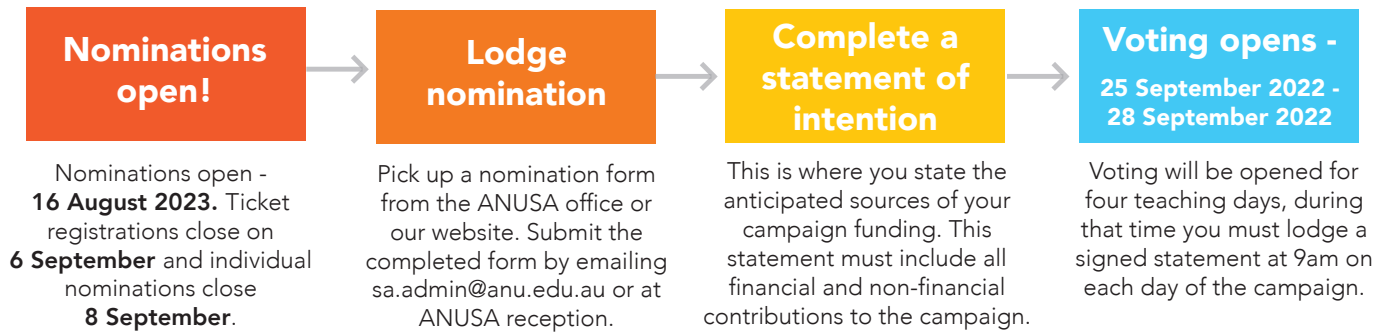 Nominations
open!
Nominations open -
16 August 2023. Ticket
registrations close on
6 September and individual
nominations close
8 September.
Lodge
nomination
Pick up a nomination form
from the ANUSA office or
our website. Submit the
completed form by emailing
sa.admin@anu.edu.au or at
ANUSA reception.
Complete a
statement of
intention
This is where you state the
anticipated sources of your
campaign funding. This
statement must include all
financial and non-financial
contributions to the campaign.
Voting opens -
25 September 2022 -
28 September 2022
Voting will be opened for
four teaching days, during
that time you must lodge a
signed statement at 9am on
each day of the campaign.